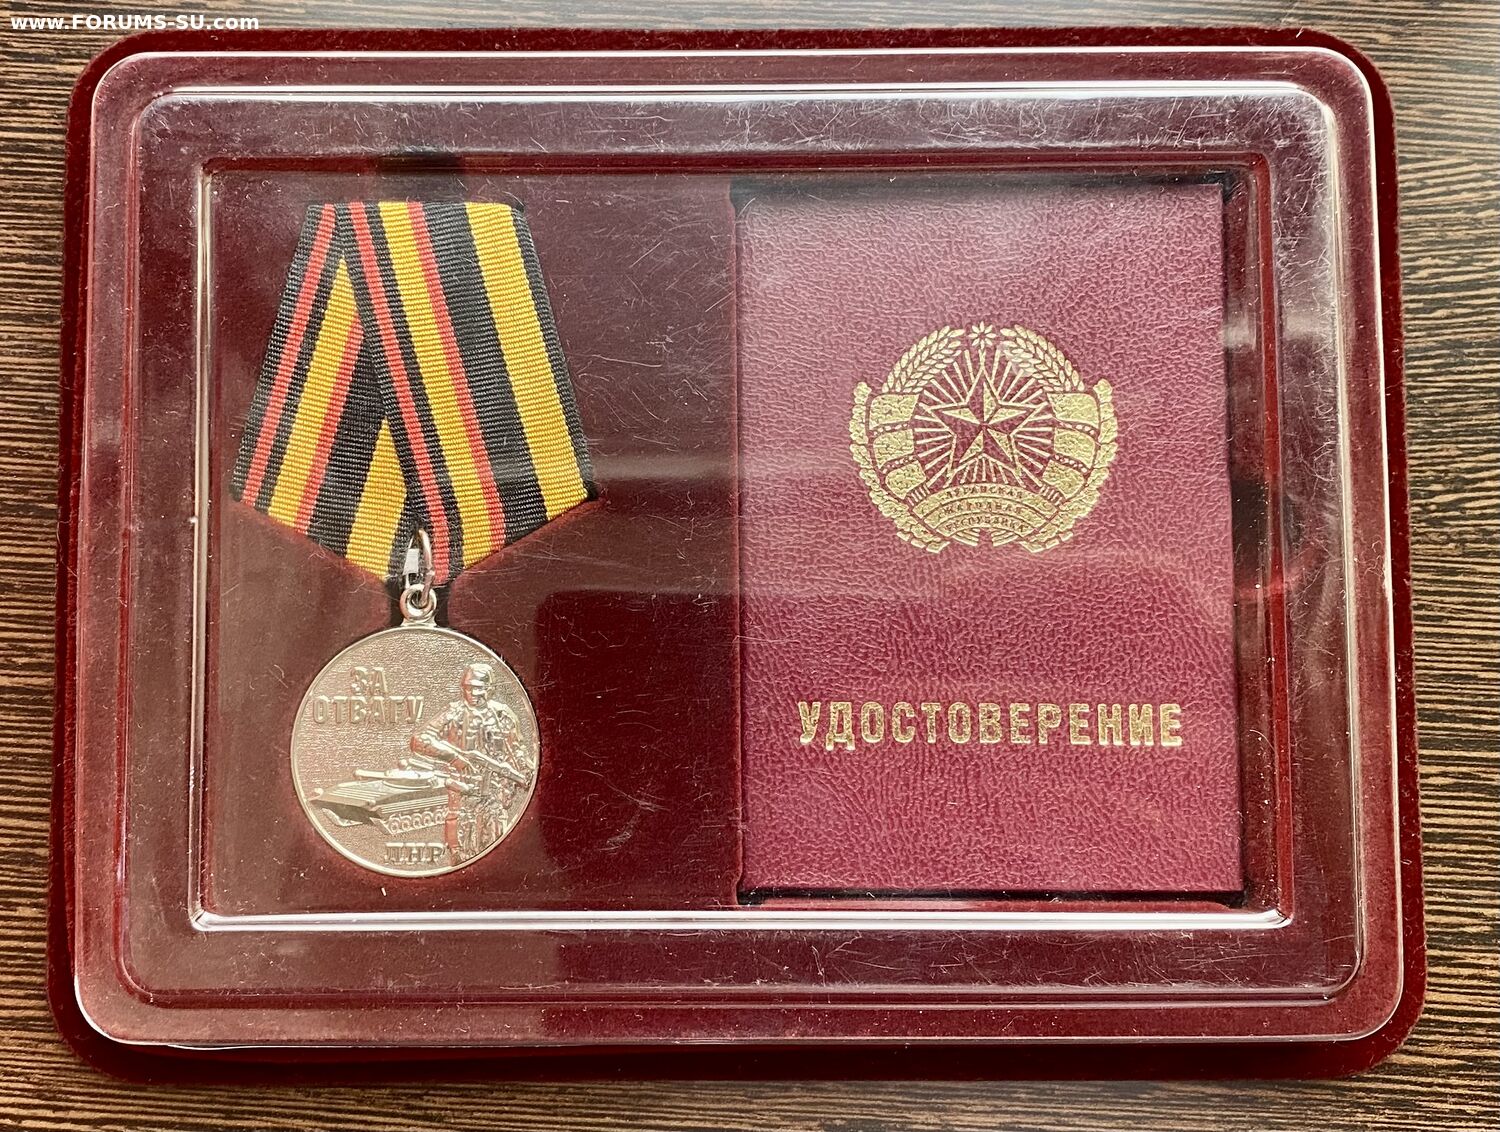 www.FORUMS-SU.com
ЗА
ОТВАГУ
ЛНР
ЛУГАНСКАЯ
НАРОДНАЯ
РЕСПУБЛИКА
УДОСТОВЕРЕНИЕ